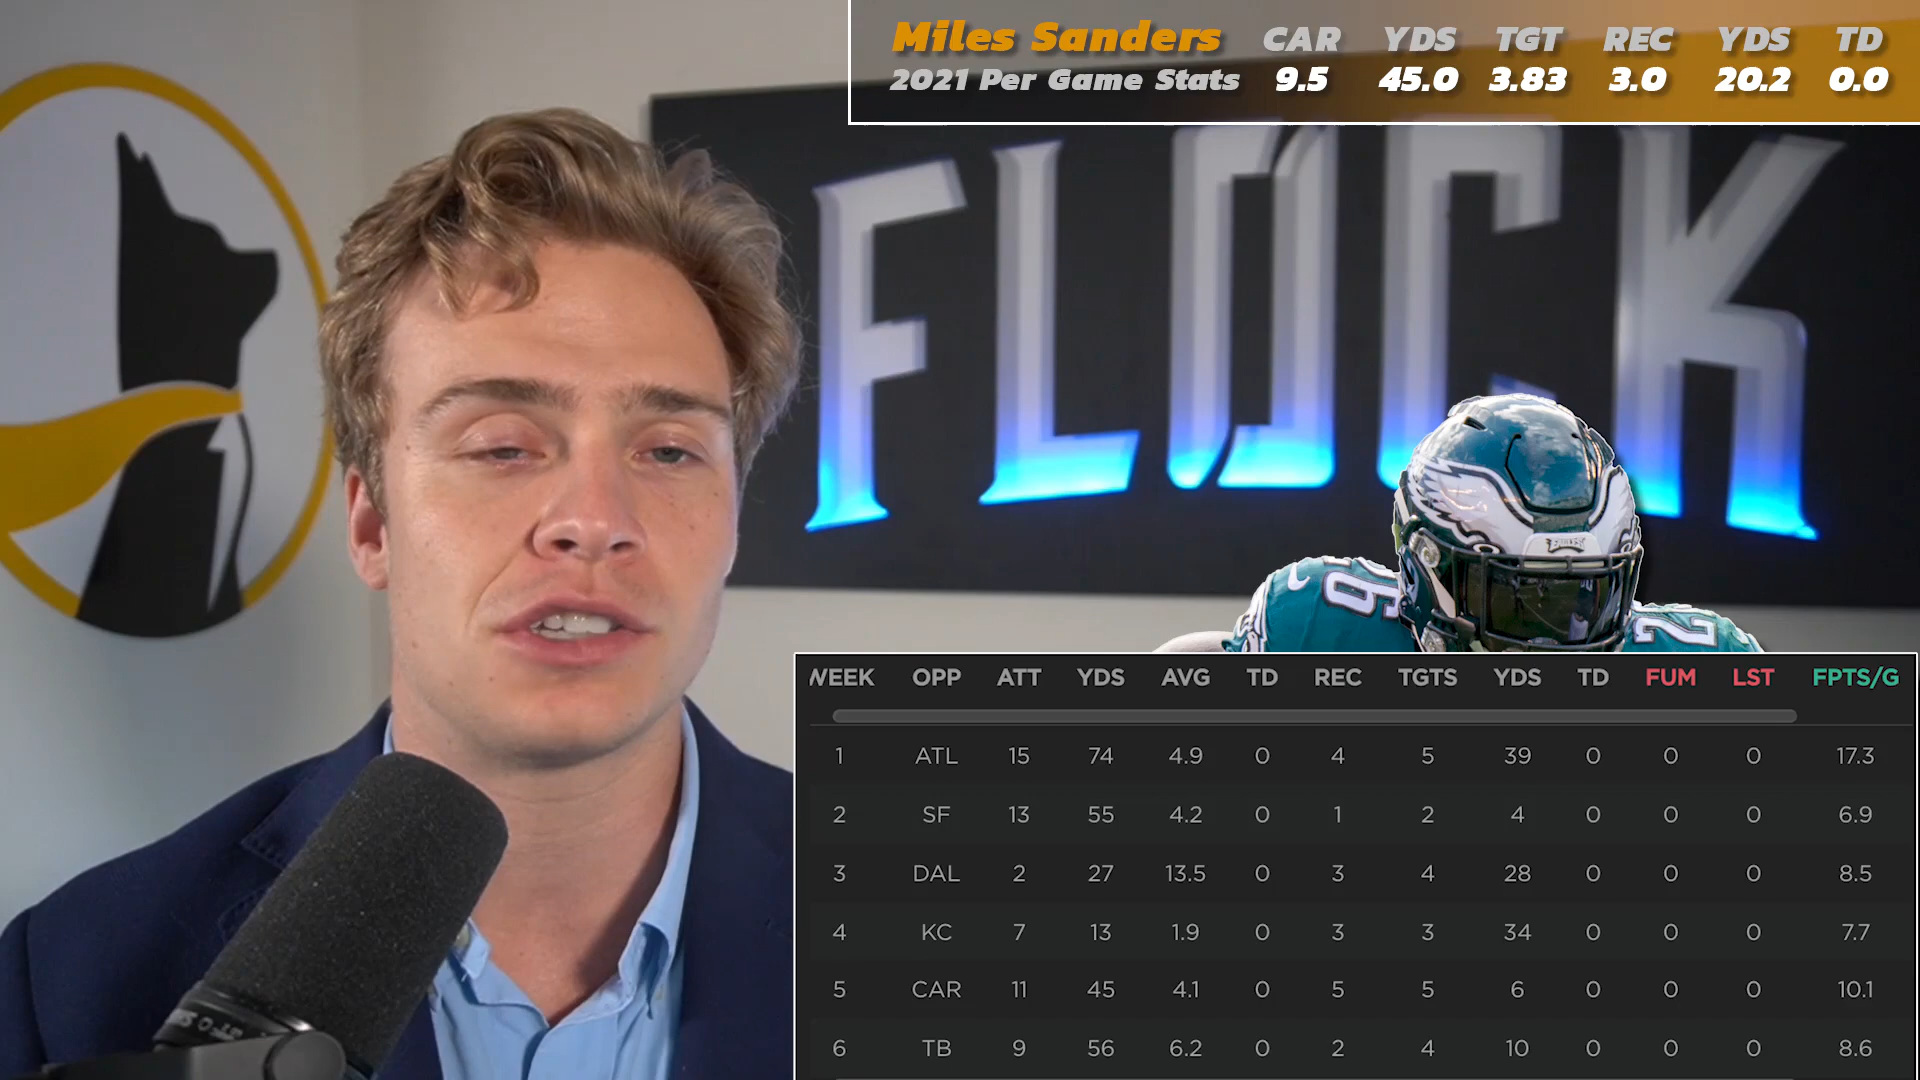 Miles Sanders CAR YDS TGT REC YDS TD
2021 Per Game Stats 9.5 45.0 3.83 3.0 20.2 0.0
FLOCK
EAGLES
26
2
WEEK OPP ATT YDS AVG TD REC TGTS YDS TD FUM LST FPTS/G
1 ATL 15 74 4.9 0 4 5 39 0 0 0 17.3
2 SF 13 55 4.2 0 1 2 4 0 0 0 6.9
3 DAL 2 27 13.5 0 3 4 28 0 0 0 8.5
4 KC 7 13 1.9 0 3 3 34 0 0 0 7.7
5 CAR 11 45 4.1 0 5 5 6 0 0 0 10.1
6 TB 9 56 6.2 0 2 4 10 0 0 0 8.6